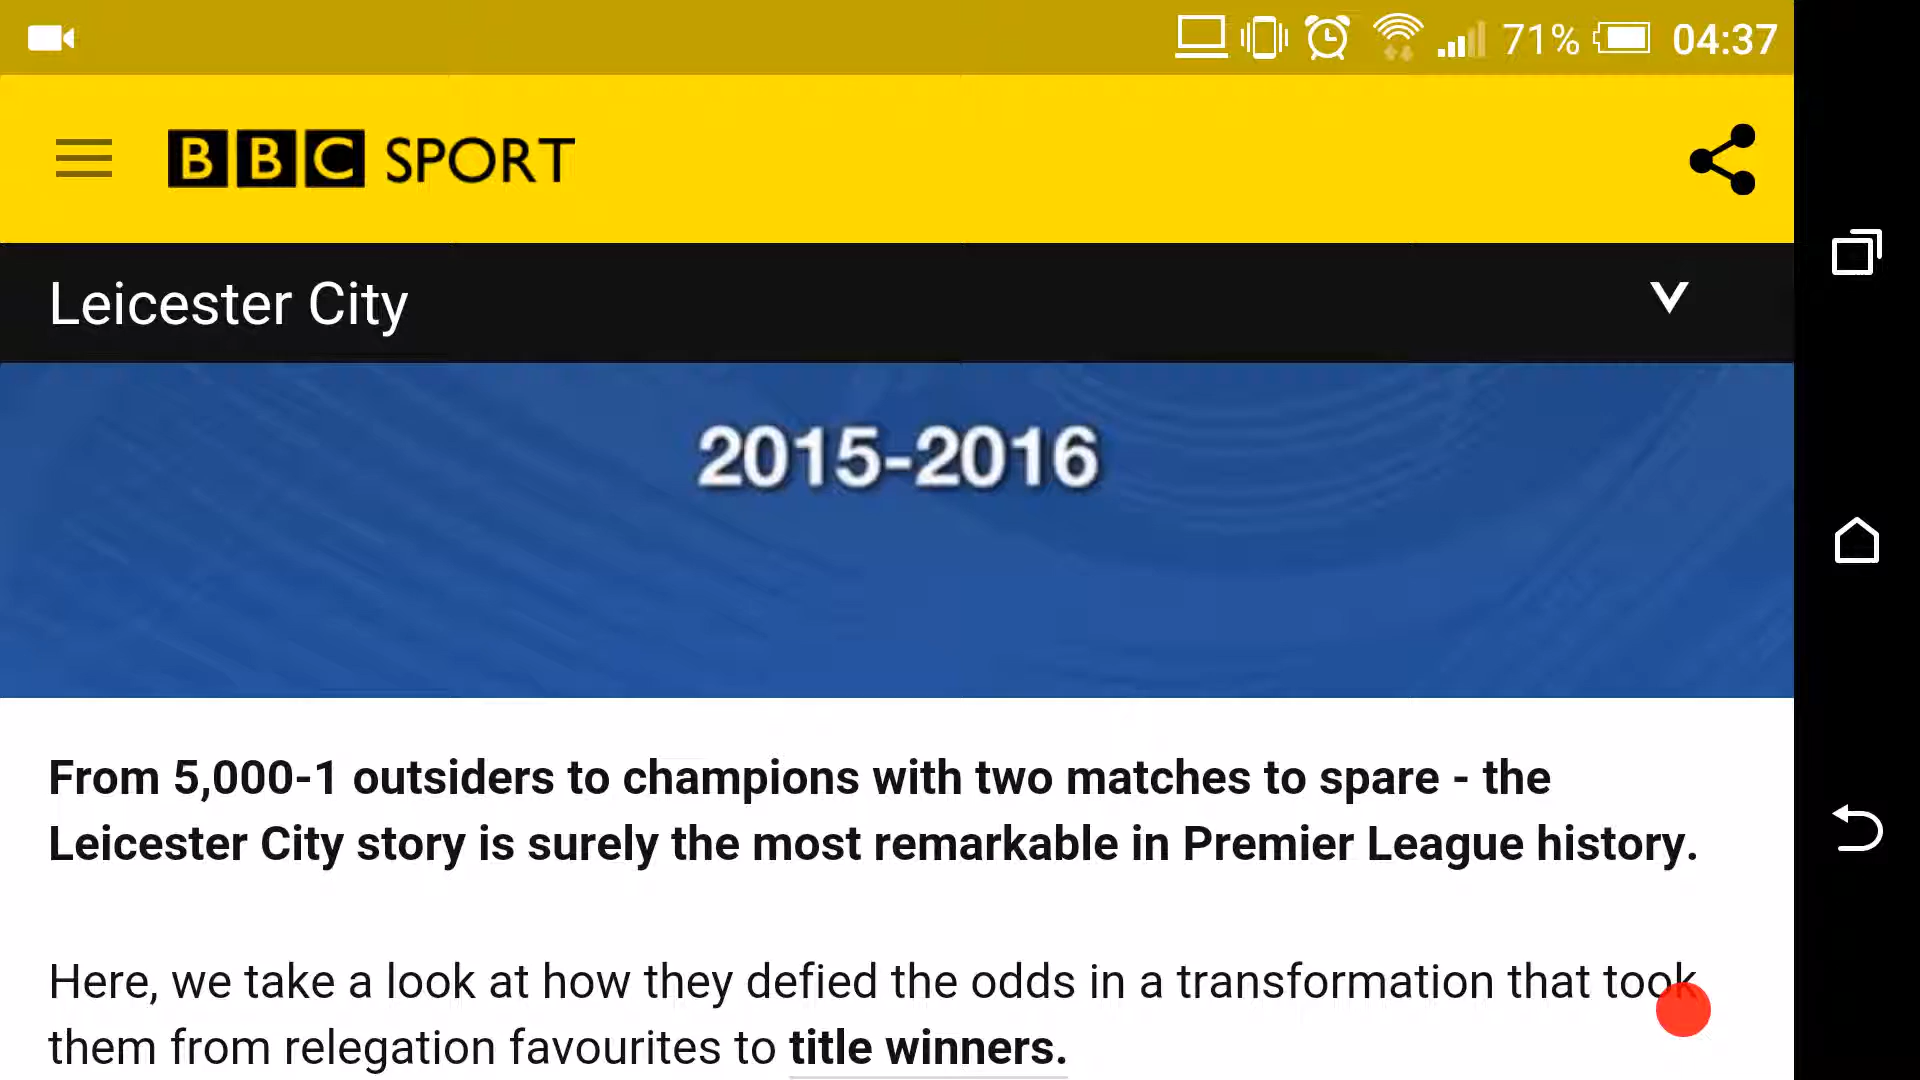 71% 04:37
BBC SPORT
Leicester City
2015-2016
From 5,000-1 outsiders to champions with two matches to spare - the
Leicester City story is surely the most remarkable in Premier League history.
Here, we take a look at how they defied the odds in a transformation that took
them from relegation favourites to title winners.